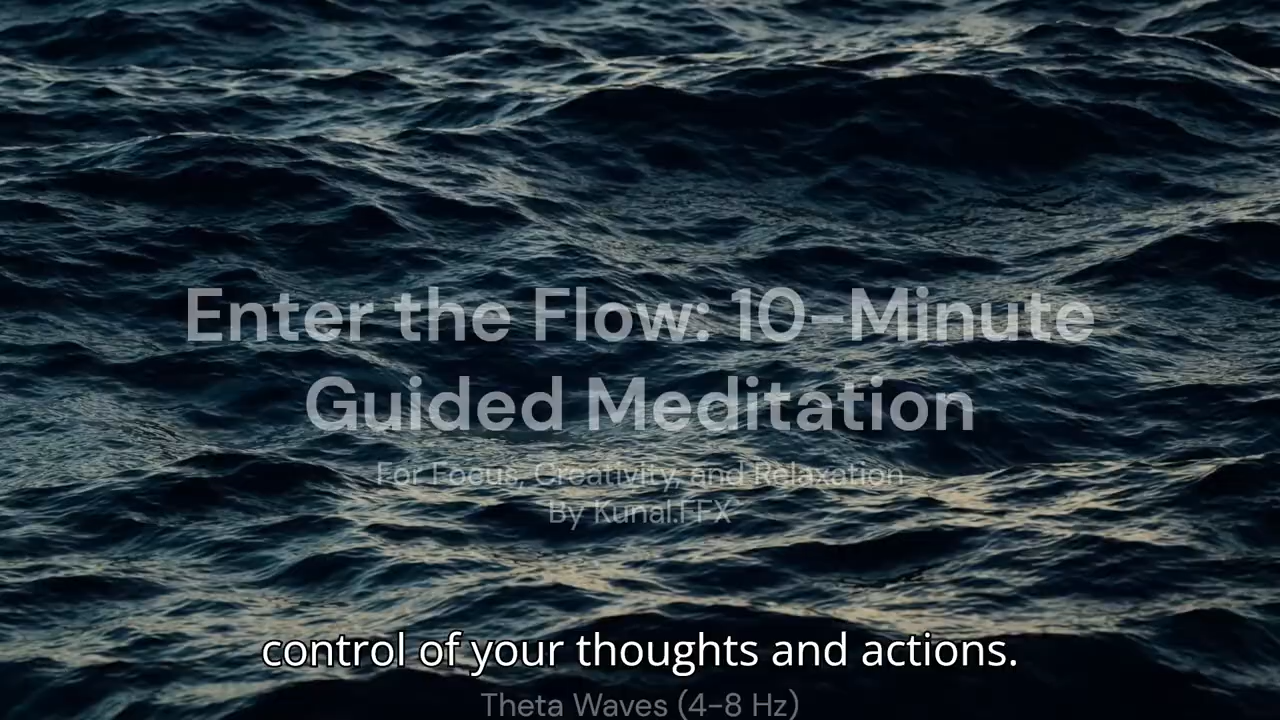 Enter the Flow: 10-Minute
Guided Meditation
For Focus, Creativity, and Relaxation
By Kunal.FFX
control of your thoughts and actions.
Theta Waves (4-8 Hz)